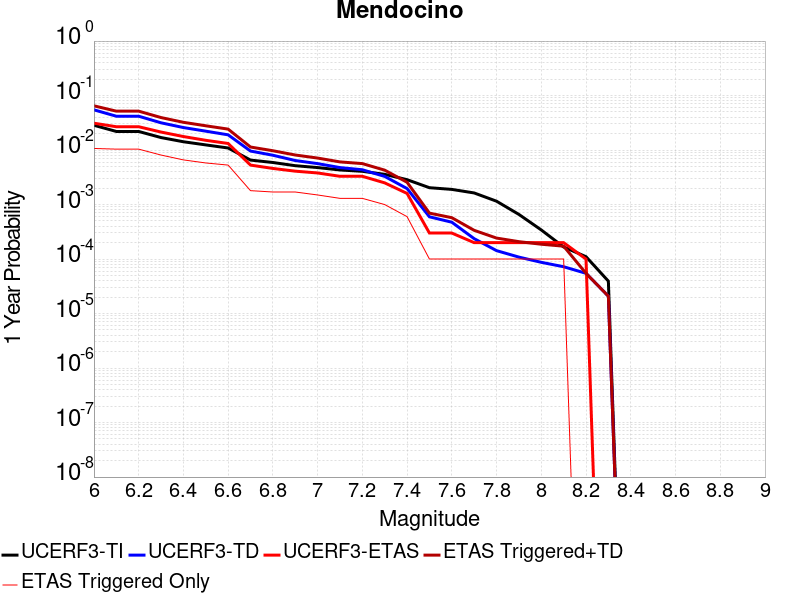 Mendocino
10^0
10^-1
10^-2
10^-3
10^-4
10^-5
10^-6
10^-7
10^-8
1 Year Probability
6 6.2 6.4 6.6 6.8 7 7.2 7.4 7.6 7.8 8 8.2 8.4 8.6 8.8 9
Magnitude
UCERF3-TI UCERF3-TD UCERF3-ETAS ETAS Triggered+TD
ETAS Triggered Only